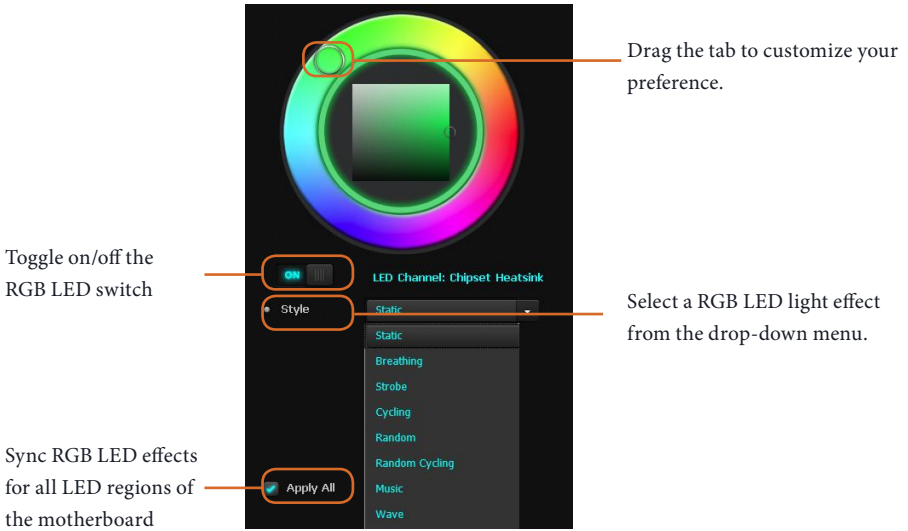 Drag the tab to customize your
preference.
Toggle on/off the
RGB LED switch
ON
LED Channel: Chipset Heatsink
Style
Static
Select a RGB LED light effect
from the drop-down menu.
Static
Breathing
Strobe
Cycling
Random
Random Cycling
Music
Wave
Sync RGB LED effects
for all LED regions of
the motherboard
Apply All